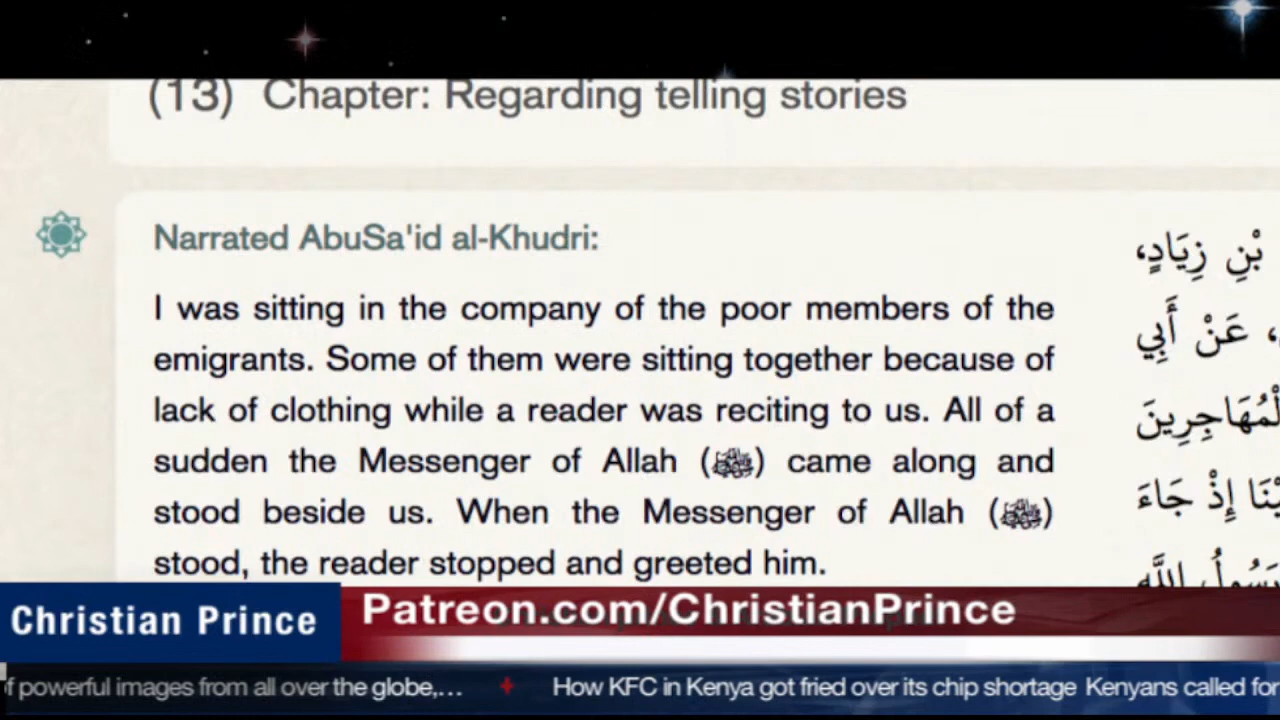 (13) Chapter: Regarding telling stories
Narrated AbuSa'id al-Khudri:
I was sitting in the company of the poor members of the
emigrants. Some of them were sitting together because of
lack of clothing while a reader was reciting to us. All of a
sudden the Messenger of Allah (ﷺ) came along and
stood beside us. When the Messenger of Allah (ﷺ)
stood, the reader stopped and greeted him.
بْنِ زِيَادٍ،
، عَنْ أَبِي
لْمُهَاجِرِينَ
يْنَا إِذْ جَاءَ
رَسُولُ اللَّهِ
Christian Prince
Patreon.com/ChristianPrince
f powerful images from all over the globe,... How KFC in Kenya got fried over its chip shortage Kenyans called for